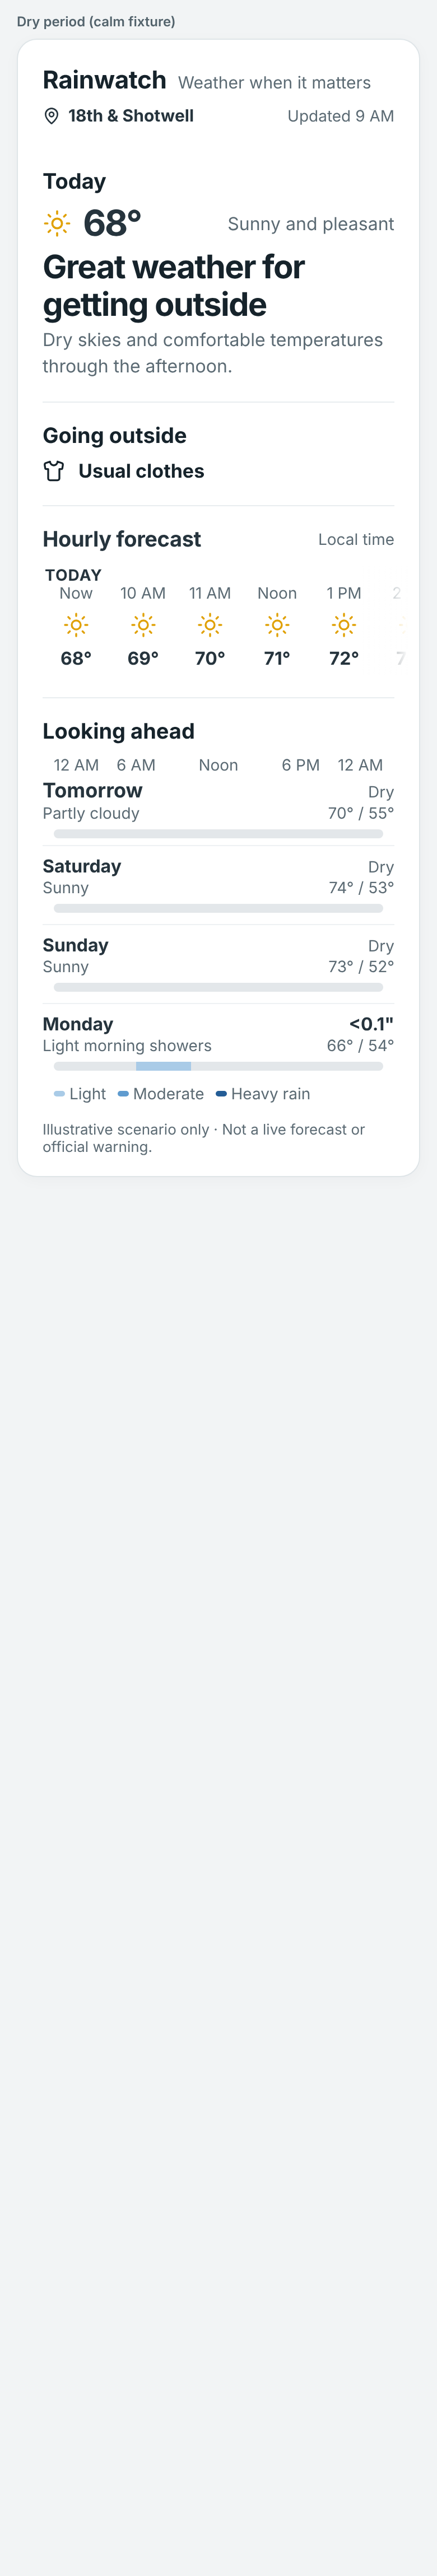 Dry period (calm fixture)
Rainwatch Weather when it matters
18th & Shotwell Updated 9 AM
Today
68° Sunny and pleasant
Great weather for
getting outside
Dry skies and comfortable temperatures
through the afternoon.
Going outside
Usual clothes
Hourly forecast Local time
TODAY
Now 10 AM 11 AM Noon 1 PM
68° 69° 70° 71° 72°
Looking ahead
12 AM 6 AM Noon 6 PM 12 AM
Tomorrow Dry
Partly cloudy 70° / 55°
Saturday Dry
Sunny 74° / 53°
Sunday Dry
Sunny 73° / 52°
Monday <0.1"
Light morning showers 66° / 54°
Light Moderate Heavy rain
Illustrative scenario only · Not a live forecast or
official warning.